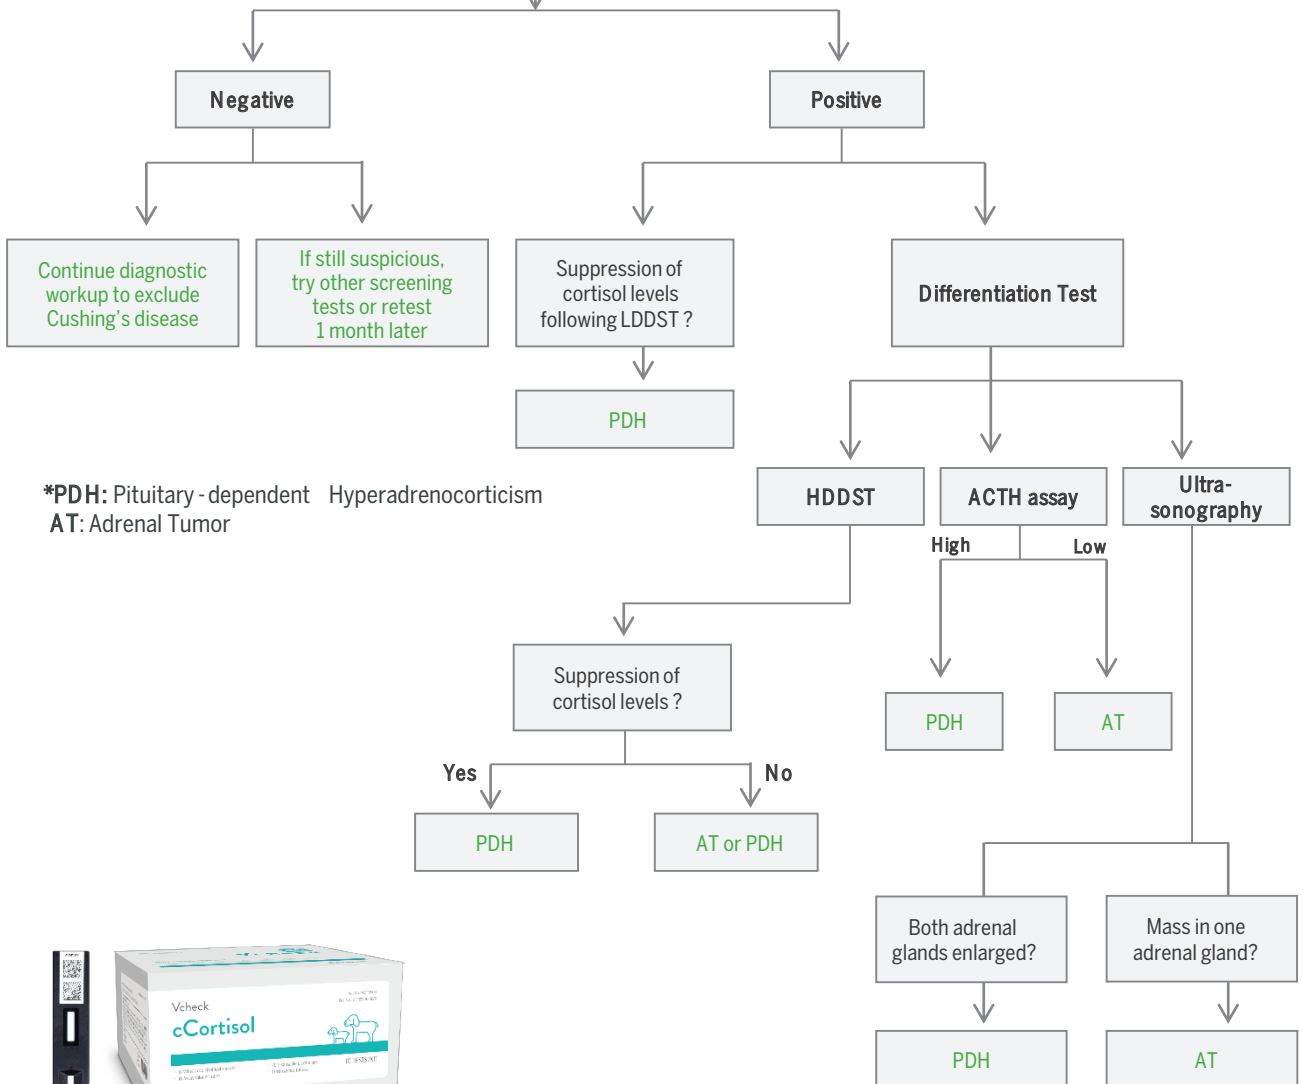 Negative
Positive
Continue diagnostic
workup to exclude
Cushing's disease
If still suspicious,
try other screening
tests or retest
1 month later
Suppression of
cortisol levels
following LDDST ?
Differentiation Test
PDH
*PDH: Pituitary - dependent Hyperadrenocorticism
AT: Adrenal Tumor
HDDST
ACTH assay
Ultra-
sonography
High
Low
Suppression of
cortisol levels ?
PDH
AT
Yes
No
PDH
AT or PDH
Both adrenal
glands enlarged?
Mass in one
adrenal gland?
PDH
AT
Vcheck
cCortisol